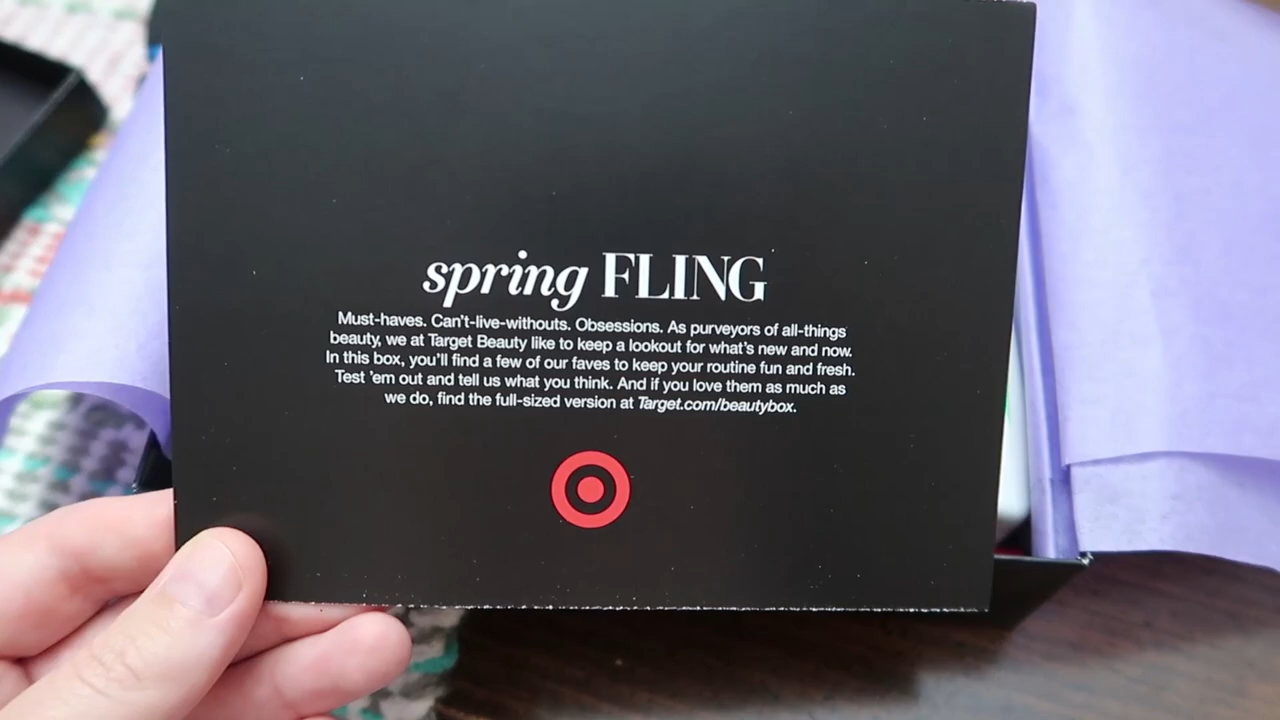 spring FLING
Must-haves. Can't-live-withouts. Obsessions. As purveyors of all-things
beauty, we at Target Beauty like to keep a lookout for what's new and now.
In this box, you'll find a few of our faves to keep your routine fun and fresh.
Test 'em out and tell us what you think. And if you love them as much as
we do, find the full-sized version at Target.com/beautybox.